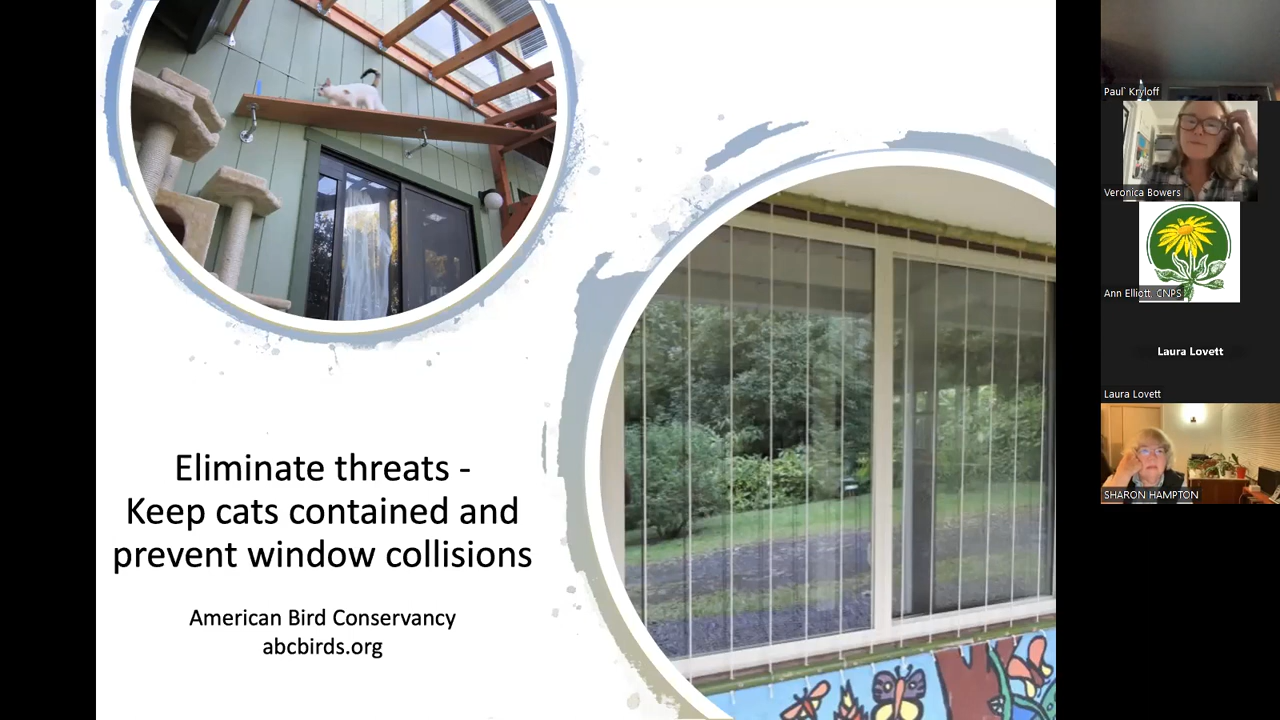 Eliminate threats -
Keep cats contained and
prevent window collisions
American Bird Conservancy
abcbirds.org
Paul` Kryloff
Veronica Bowers
Ann Elliott. CNPS
Laura Lovett
Laura Lovett
SHARON HAMPTON